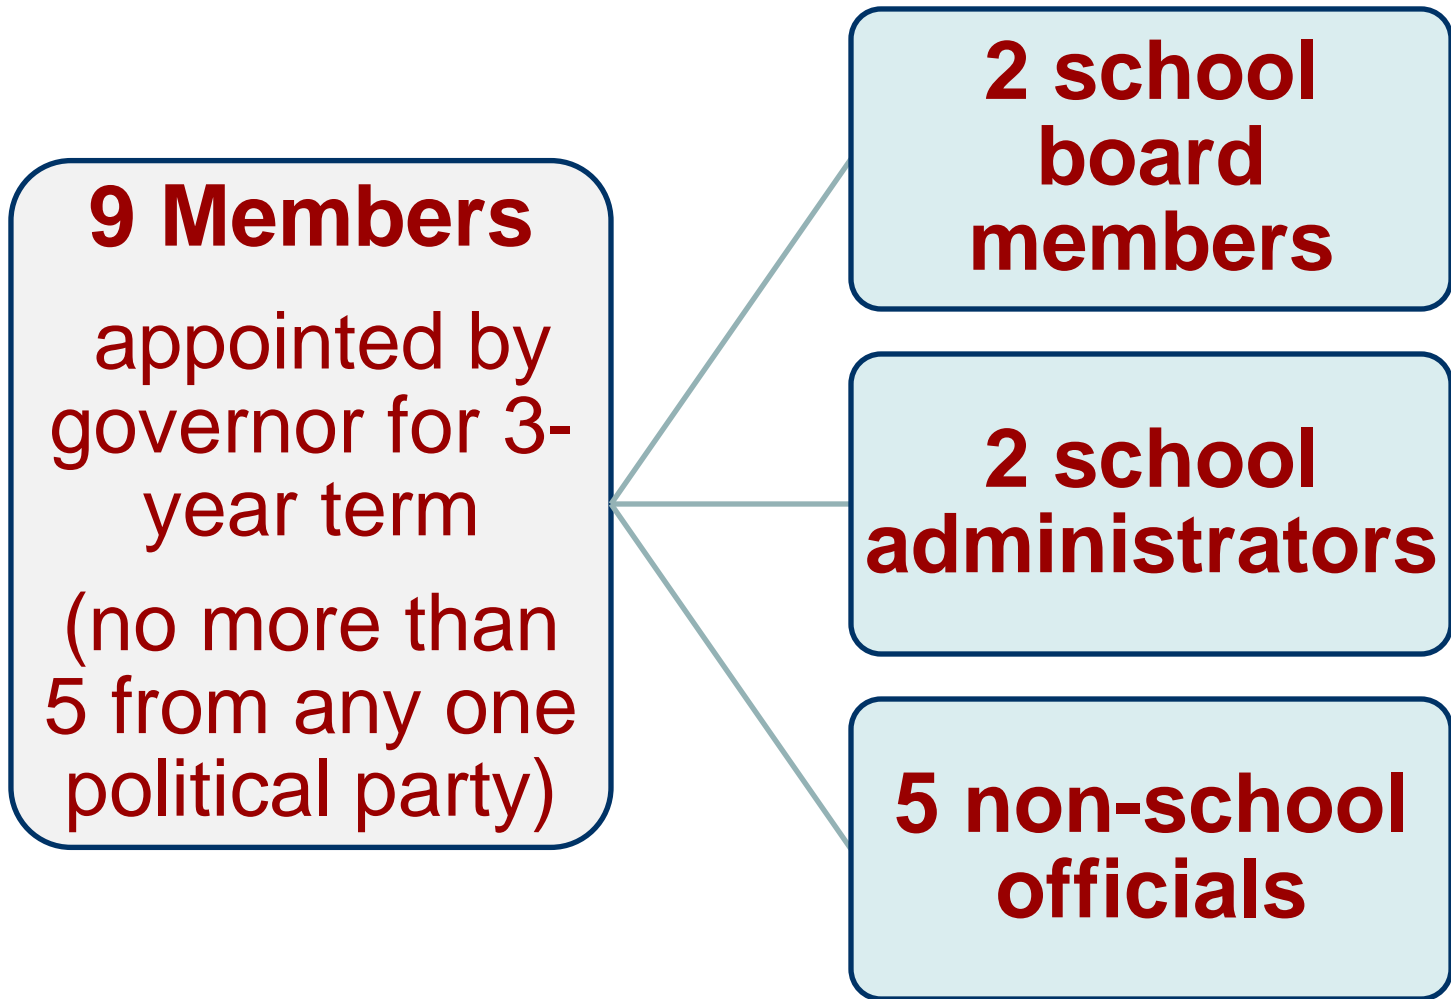 9 Members
appointed by
governor for 3-
year term
(no more than
5 from any one
political party)
2 school
board
members
2 school
administrators
5 non-school
officials